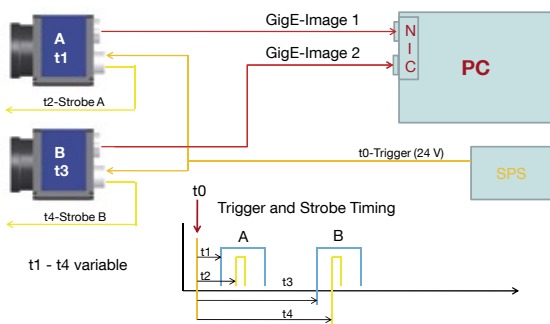 GigE-Image 1
A
t1
N
I
C
PC
GigE-Image 2
t2-Strobe A
B
t3
t0-Trigger (24 V)
SPS
t4-Strobe B
t0
Trigger and Strobe Timing
t1 - t4 variable
A
B
t1
t2
t3
t4